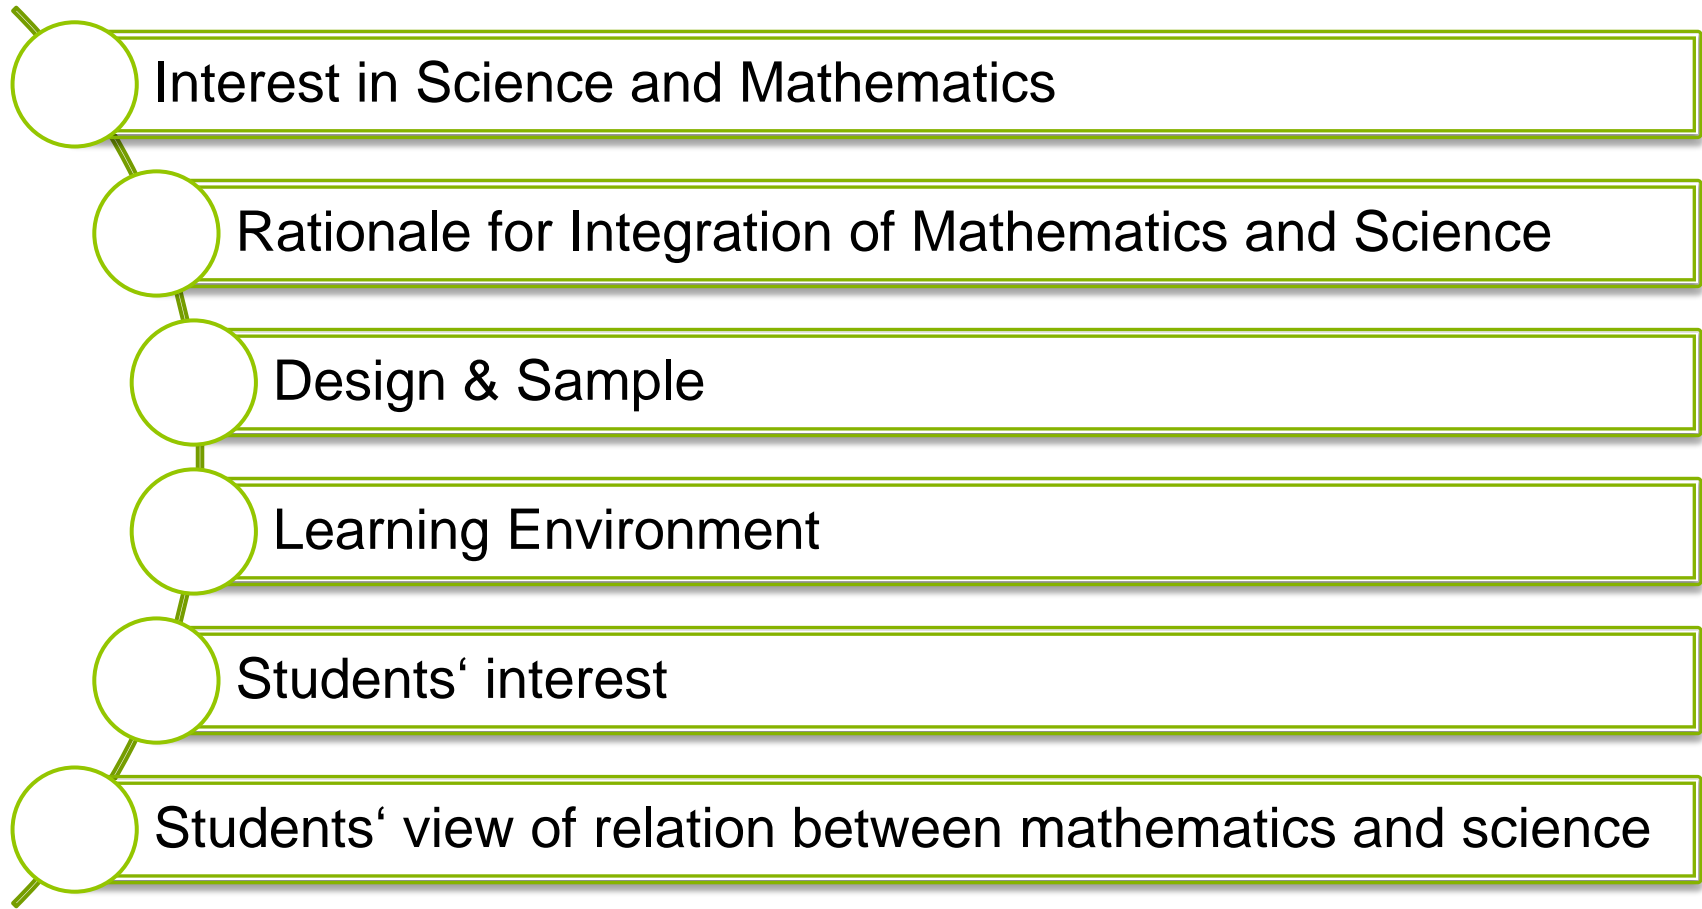 Interest in Science and Mathematics
Rationale for Integration of Mathematics and Science
Design & Sample
Learning Environment
Students‘ interest
Students‘ view of relation between mathematics and science